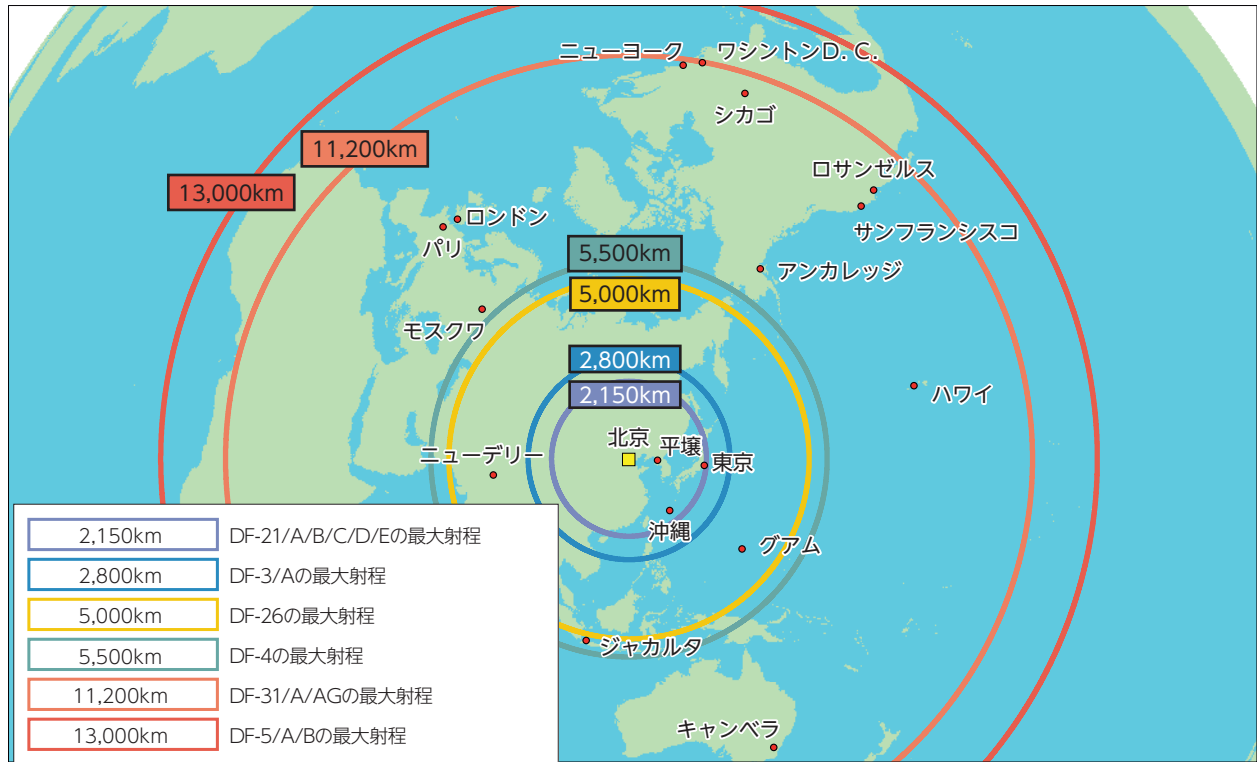 ニューヨーク
ワシントンD.C.
シカゴ
11,200km
ロサンゼルス
13,000km
ロンドン
サンフランシスコ
パリ
5,500km
アンカレッジ
5,000km
モスクワ
2,800km
2,150km
ハワイ
北京
平壌
ニューデリー
東京
沖縄
グアム
ジャカルタ
キャンベラ
2,150km DF-21/A/B/C/D/Eの最大射程
2,800km DF-3/Aの最大射程
5,000km DF-26の最大射程
5,500km DF-4の最大射程
11,200km DF-31/A/AGの最大射程
13,000km DF-5/A/Bの最大射程